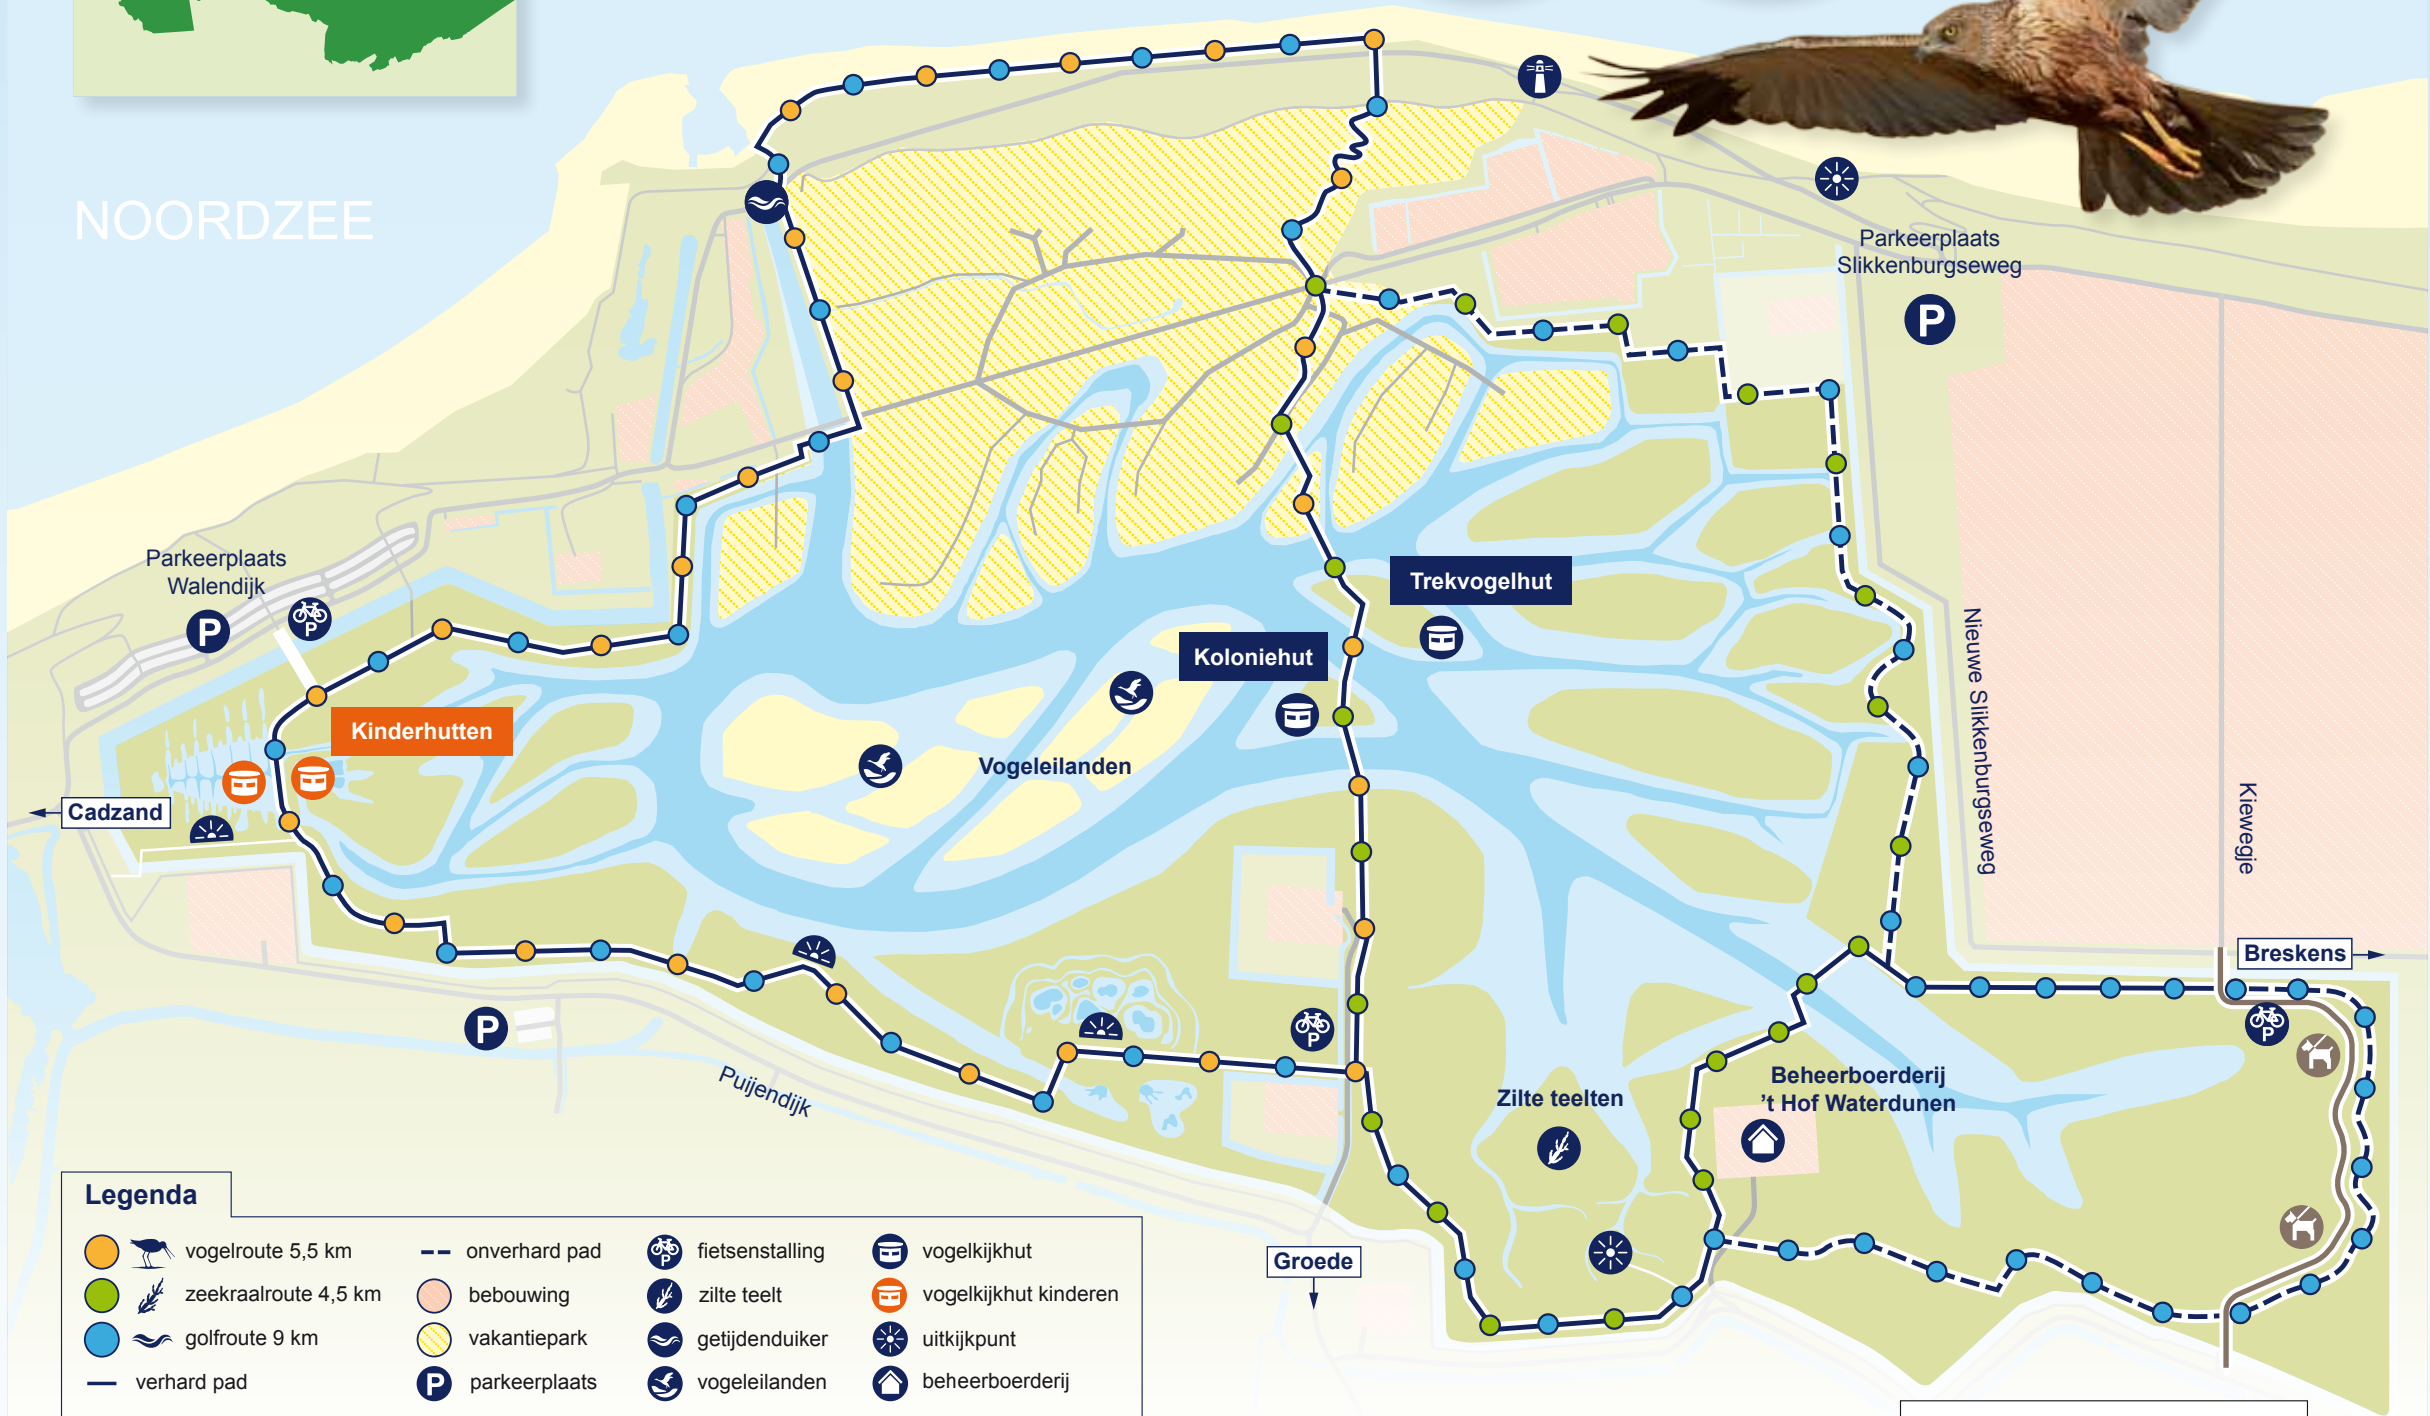 NOORDZEE
Parkeerplaats
Slikkenburgseweg
P
Parkeerplaats
Walendijk
P
P
Trekvogelhut
Koloniehut
Kinderhutten
Vogeleilanden
Cadzand
Nieuwe Slikkenburgseweg
Kiewegje
Breskens
P
P
P
Puijendijk
Zilte teelten
Beheerboerderij
’t Hof Waterdunen
Groede
Legenda
vogelroute 5,5 km
zeekraalroute 4,5 km
golfroute 9 km
verhard pad
onverhard pad
bebouwing
vakantiepark
P parkeerplaats
P fietsenstalling
zilte teelt
getijdenduiker
vogeleilanden
vogelkijkhut
vogelkijkhut kinderen
uitkijkpunt
beheerboerderij